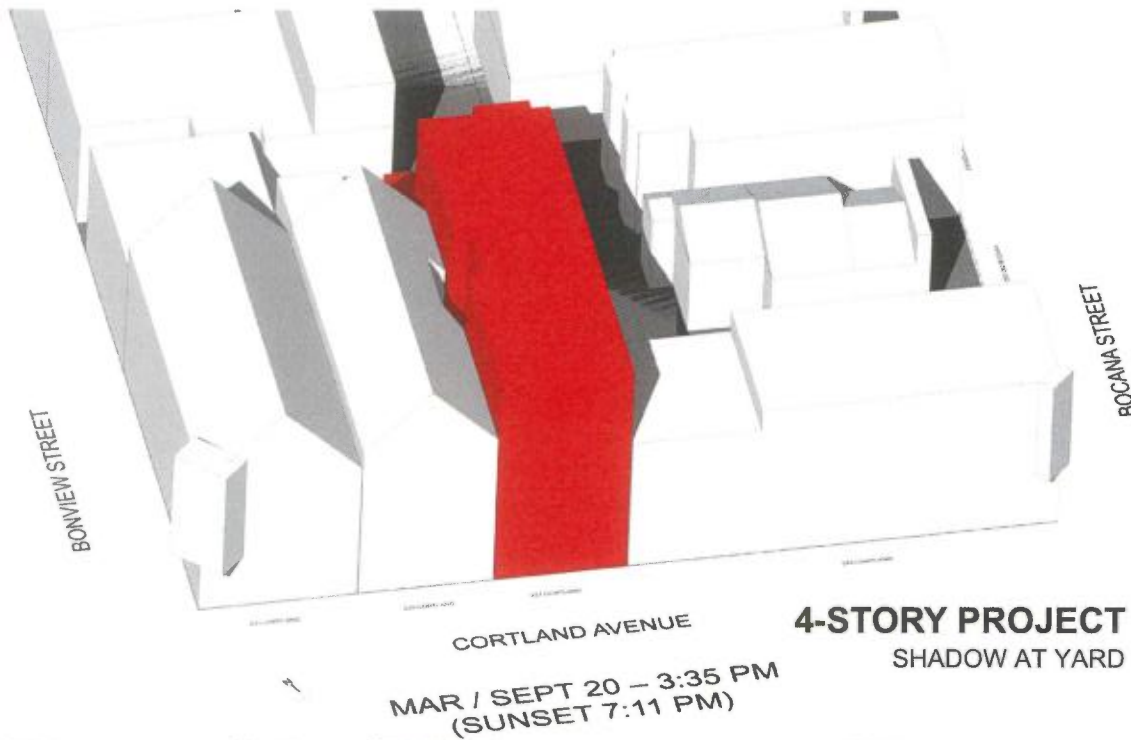 BONVIEW STREET
BOCANA STREET
CORTLAND AVENUE
4-STORY PROJECT
SHADOW AT YARD
MAR / SEPT 20 – 3:35 PM
(SUNSET 7:11 PM)